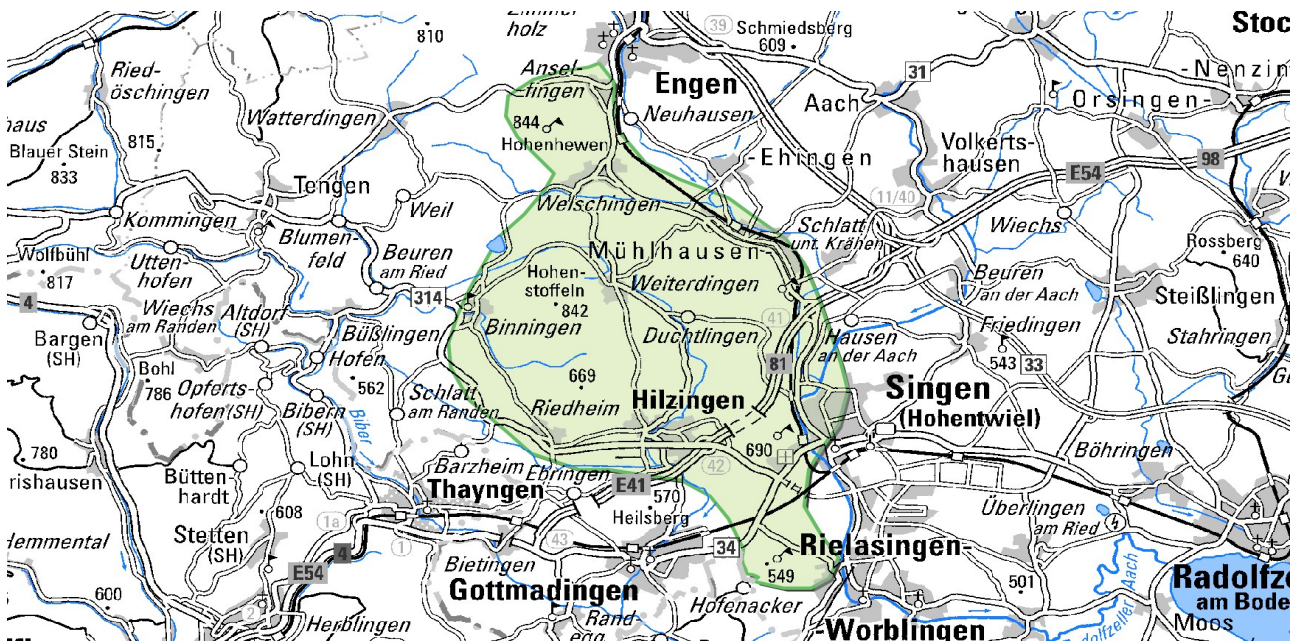 holz
810
39
Schmiedsberg
609
Stoc
Ried-
öschingen
Ansel-
fingen
Engen
31
Nenzin
Aach
Orsingen-
Watterdingen
844
Hohenhewen
Neuhausen
haus
815
Blauer Stein
833
-Ehingen
Volkerts-
hausen
98
E54
Tengen
Weil
11/40
Kommingen
Welschingen
Schlatt
unt. Krähen
Wiechs
Blumen-
feld
Beuren
am Ried
Mühlhausen-
Rossberg
640
Wolfbühl
817
Utten-
hofen
Hohen-
stoffeln
842
Weiterdingen
Beuren
an der Aach
Steißlingen
4
Wiechs
am Randen
Altdorf
(SH)
314
Büßlingen
Binningen
41
Friedingen
Bargen
(SH)
Duchtlingen
Hausen
an der Aach
Stahringen
Hofen
543
33
Bohl
786
Opferts-
hofen(SH)
562
Schlatt
am Randen
669
81
Singen
(Hohentwiel)
Bibern
(SH)
Biber
Riedheim
Hilzingen
690
Böhringen
780
rishausen
Lohn
(SH)
Barzheim
Ebringen
42
Bütten-
hardt
Thayngen
E41
570
Heilsberg
Überlingen
am Ried
608
Stetten
(SH)
1a
Hemmental
4
1
43
34
Rielasingen-
Bietingen
E54
Gottmadingen
549
Radolfze
am Bode
600
501
Hofenacker
Aach
2
Herblingen
Rand-
egg
-Worblingen
dolfzeller
Moos